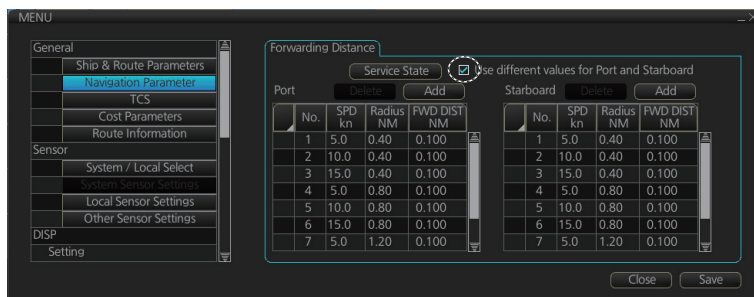 MENU
General
Ship & Route Parameters
Navigation Parameter
TCS
Cost Parameters
Route Information
Sensor
System / Local Select
System Sensor Settings
Local Sensor Settings
Other Sensor Settings
DISP
Setting
Forwarding Distance
Service State Use different values for Port and Starboard
Port Delete Add Starboard Delete Add
No. SPD kn Radius NM FWD DIST NM No. SPD kn Radius NM FWD DIST NM
1 5.0 0.40 0.100 1 5.0 0.40 0.100
2 10.0 0.40 0.100 2 10.0 0.40 0.100
3 15.0 0.40 0.100 3 15.0 0.40 0.100
4 5.0 0.80 0.100 4 5.0 0.80 0.100
5 10.0 0.80 0.100 5 10.0 0.80 0.100
6 15.0 0.80 0.100 6 15.0 0.80 0.100
7 5.0 1.20 0.100 7 5.0 1.20 0.100
Close Save